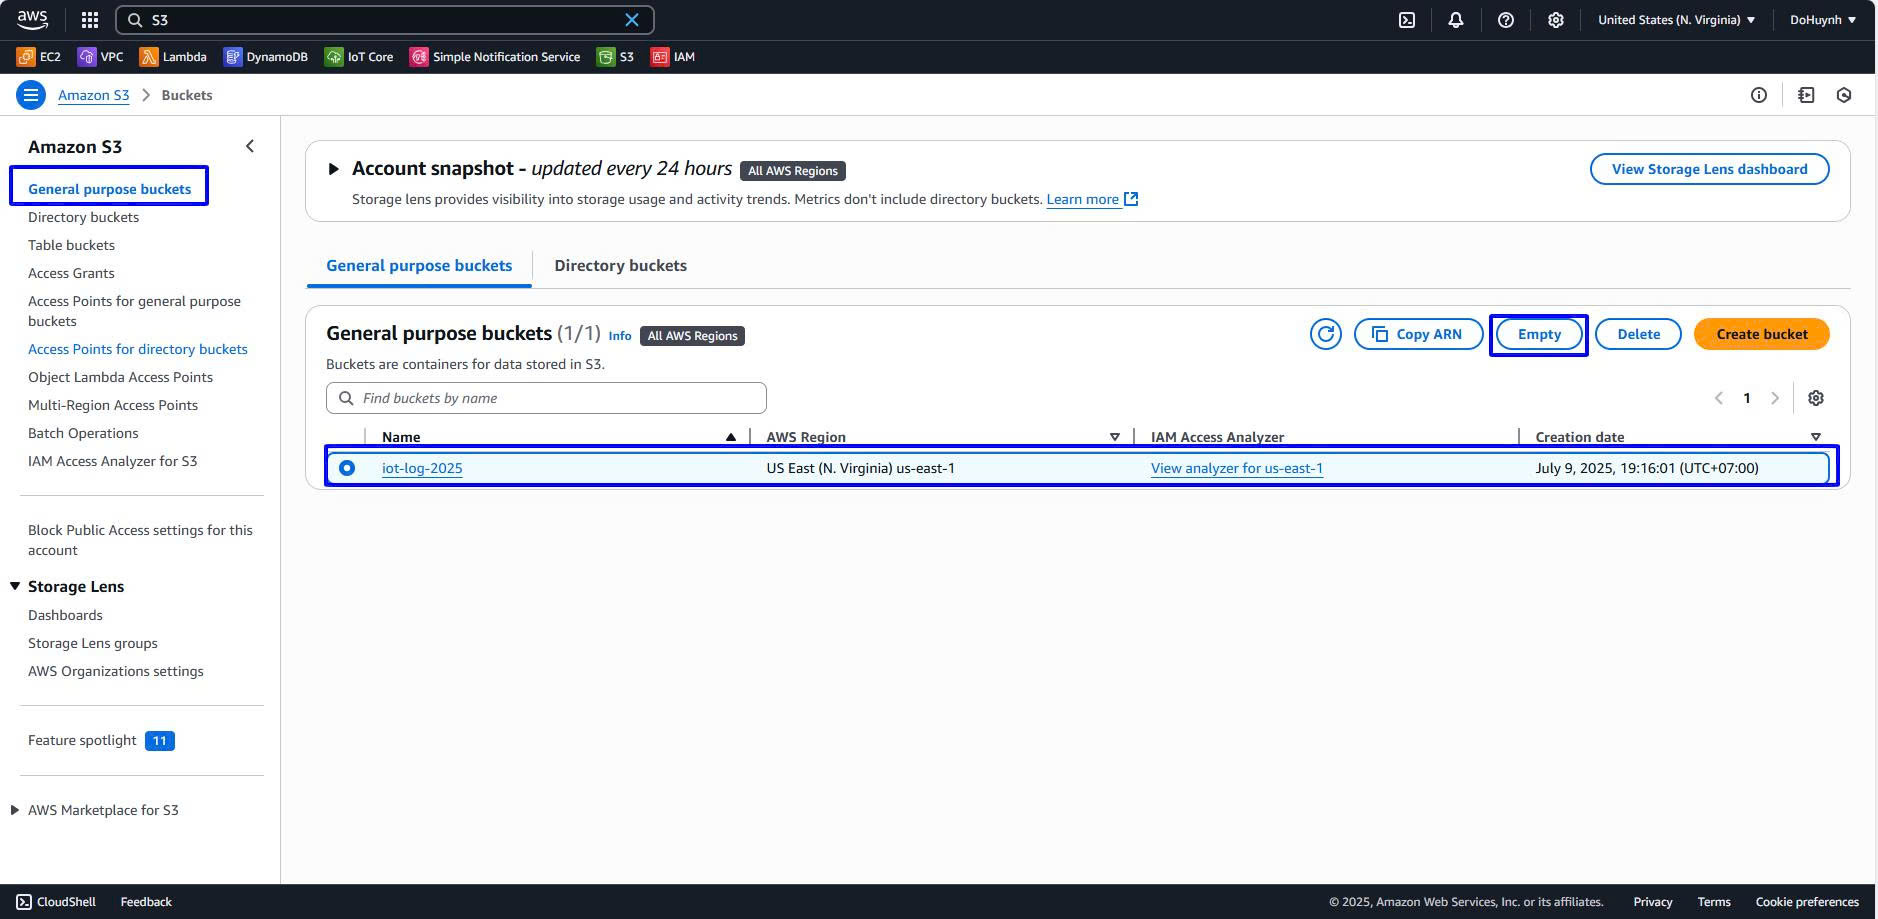 aws
S3
United States (N. Virginia)
DoHuynh
EC2
VPC
Lambda
DynamoDB
IoT Core
Simple Notification Service
S3
IAM
Amazon S3
Buckets
Amazon S3
General purpose buckets
Directory buckets
Table buckets
Access Grants
Access Points for general purpose
buckets
Access Points for directory buckets
Object Lambda Access Points
Multi-Region Access Points
Batch Operations
IAM Access Analyzer for S3
Block Public Access settings for this
account
Storage Lens
Dashboards
Storage Lens groups
AWS Organizations settings
Feature spotlight 11
AWS Marketplace for S3
Account snapshot - updated every 24 hours All AWS Regions
View Storage Lens dashboard
Storage lens provides visibility into storage usage and activity trends. Metrics don't include directory buckets. Learn more
General purpose buckets
Directory buckets
General purpose buckets (1/1) Info All AWS Regions
Copy ARN
Empty
Delete
Create bucket
Buckets are containers for data stored in S3.
Find buckets by name
1
Name
AWS Region
IAM Access Analyzer
Creation date
iot-log-2025
US East (N. Virginia) us-east-1
View analyzer for us-east-1
July 9, 2025, 19:16:01 (UTC+07:00)
CloudShell
Feedback
© 2025, Amazon Web Services, Inc. or its affiliates.
Privacy
Terms
Cookie preferences